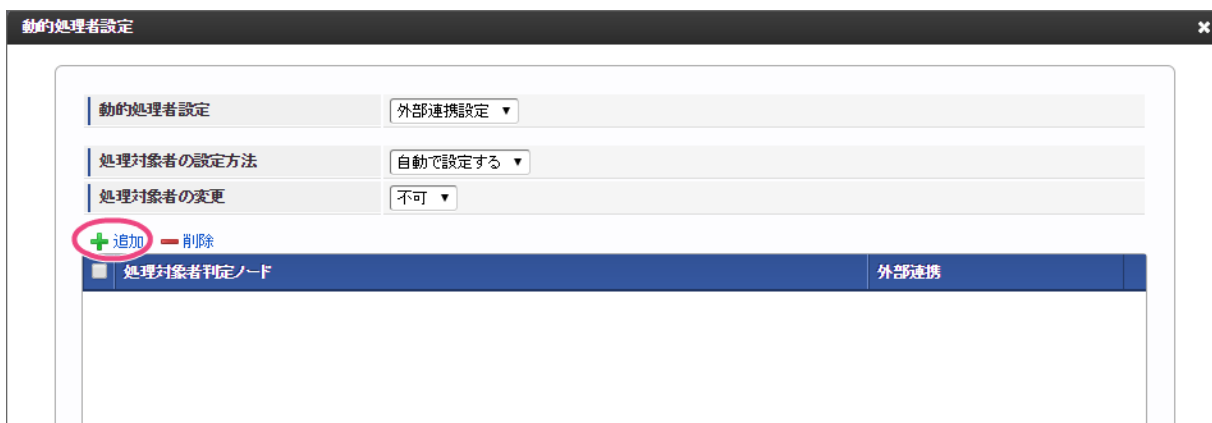 動的処理者設定
動的処理者設定 外部連携設定
処理対象者の設定方法 自動で設定する
処理対象者の変更 不可
追加 削除
処理対象者判定ノード 外部連携